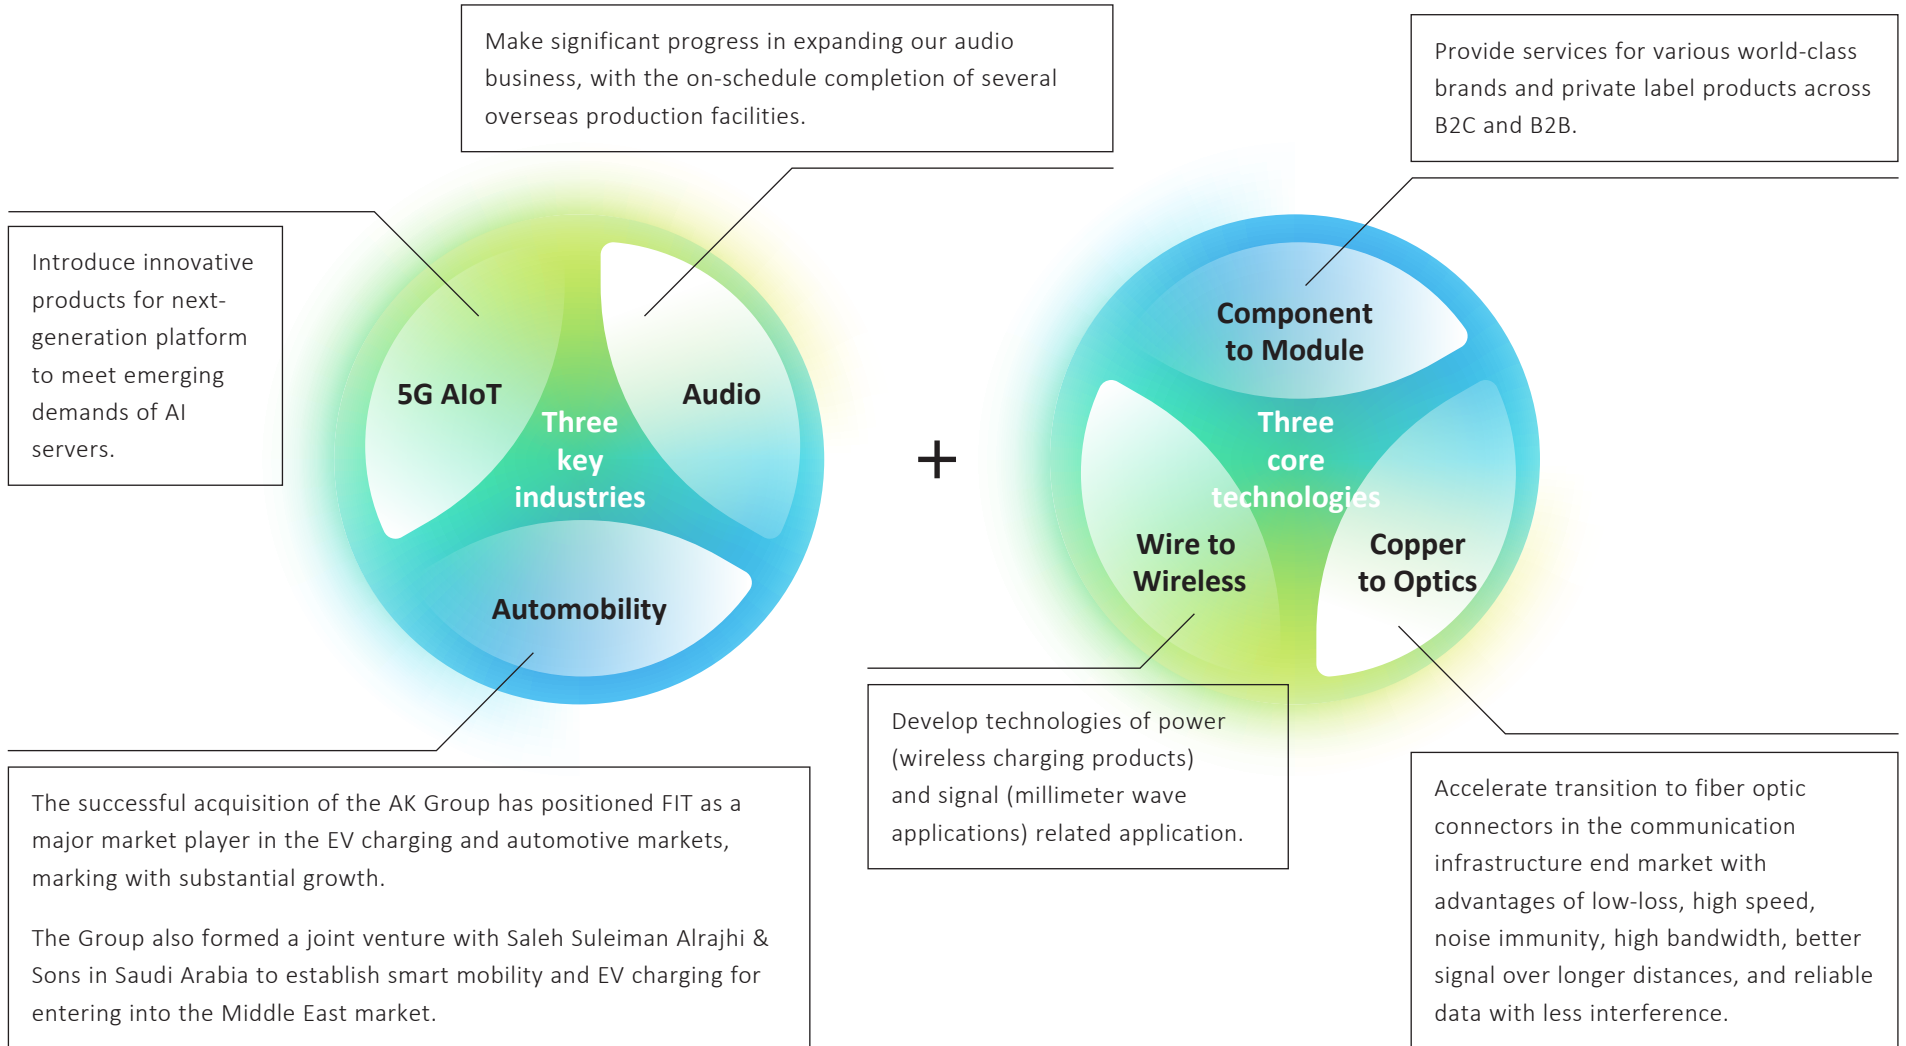 Make significant progress in expanding our audio
business, with the on-schedule completion of several
overseas production facilities.
Introduce innovative
products for next-
generation platform
to meet emerging
demands of AI
servers.
5G AIoT
Audio
Three
key
industries
Automobility
The successful acquisition of the AK Group has positioned FIT as a
major market player in the EV charging and automotive markets,
marking with substantial growth.
The Group also formed a joint venture with Saleh Suleiman Alrajhi &
Sons in Saudi Arabia to establish smart mobility and EV charging for
entering into the Middle East market.
+
Provide services for various world-class
brands and private label products across
B2C and B2B.
Component
to Module
Three
core
technologies
Wire to
Wireless
Copper
to Optics
Develop technologies of power
(wireless charging products)
and signal (millimeter wave
applications) related application.
Accelerate transition to fiber optic
connectors in the communication
infrastructure end market with
advantages of low-loss, high speed,
noise immunity, high bandwidth, better
signal over longer distances, and reliable
data with less interference.